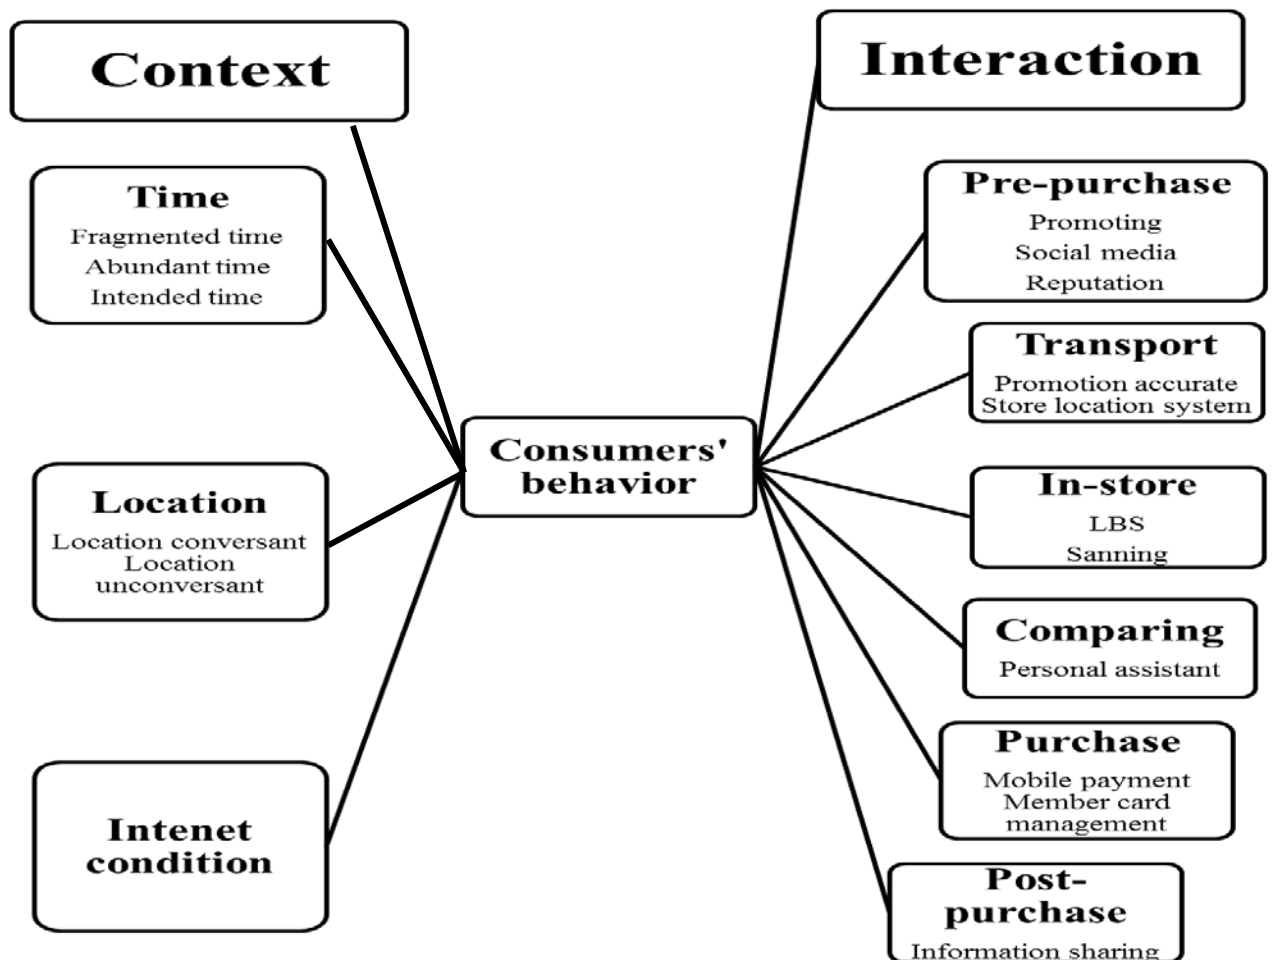 Context
Time
Fragmented time
Abundant time
Intended time
Location
Location conversant
Location
unconversant
Intenet
condition
Consumers'
behavior
Interaction
Pre-purchase
Promoting
Social media
Reputation
Transport
Promotion accurate
Store location system
In-store
LBS
Sanning
Comparing
Personal assistant
Purchase
Mobile payment
Member card
management
Post-
purchase
Information sharing